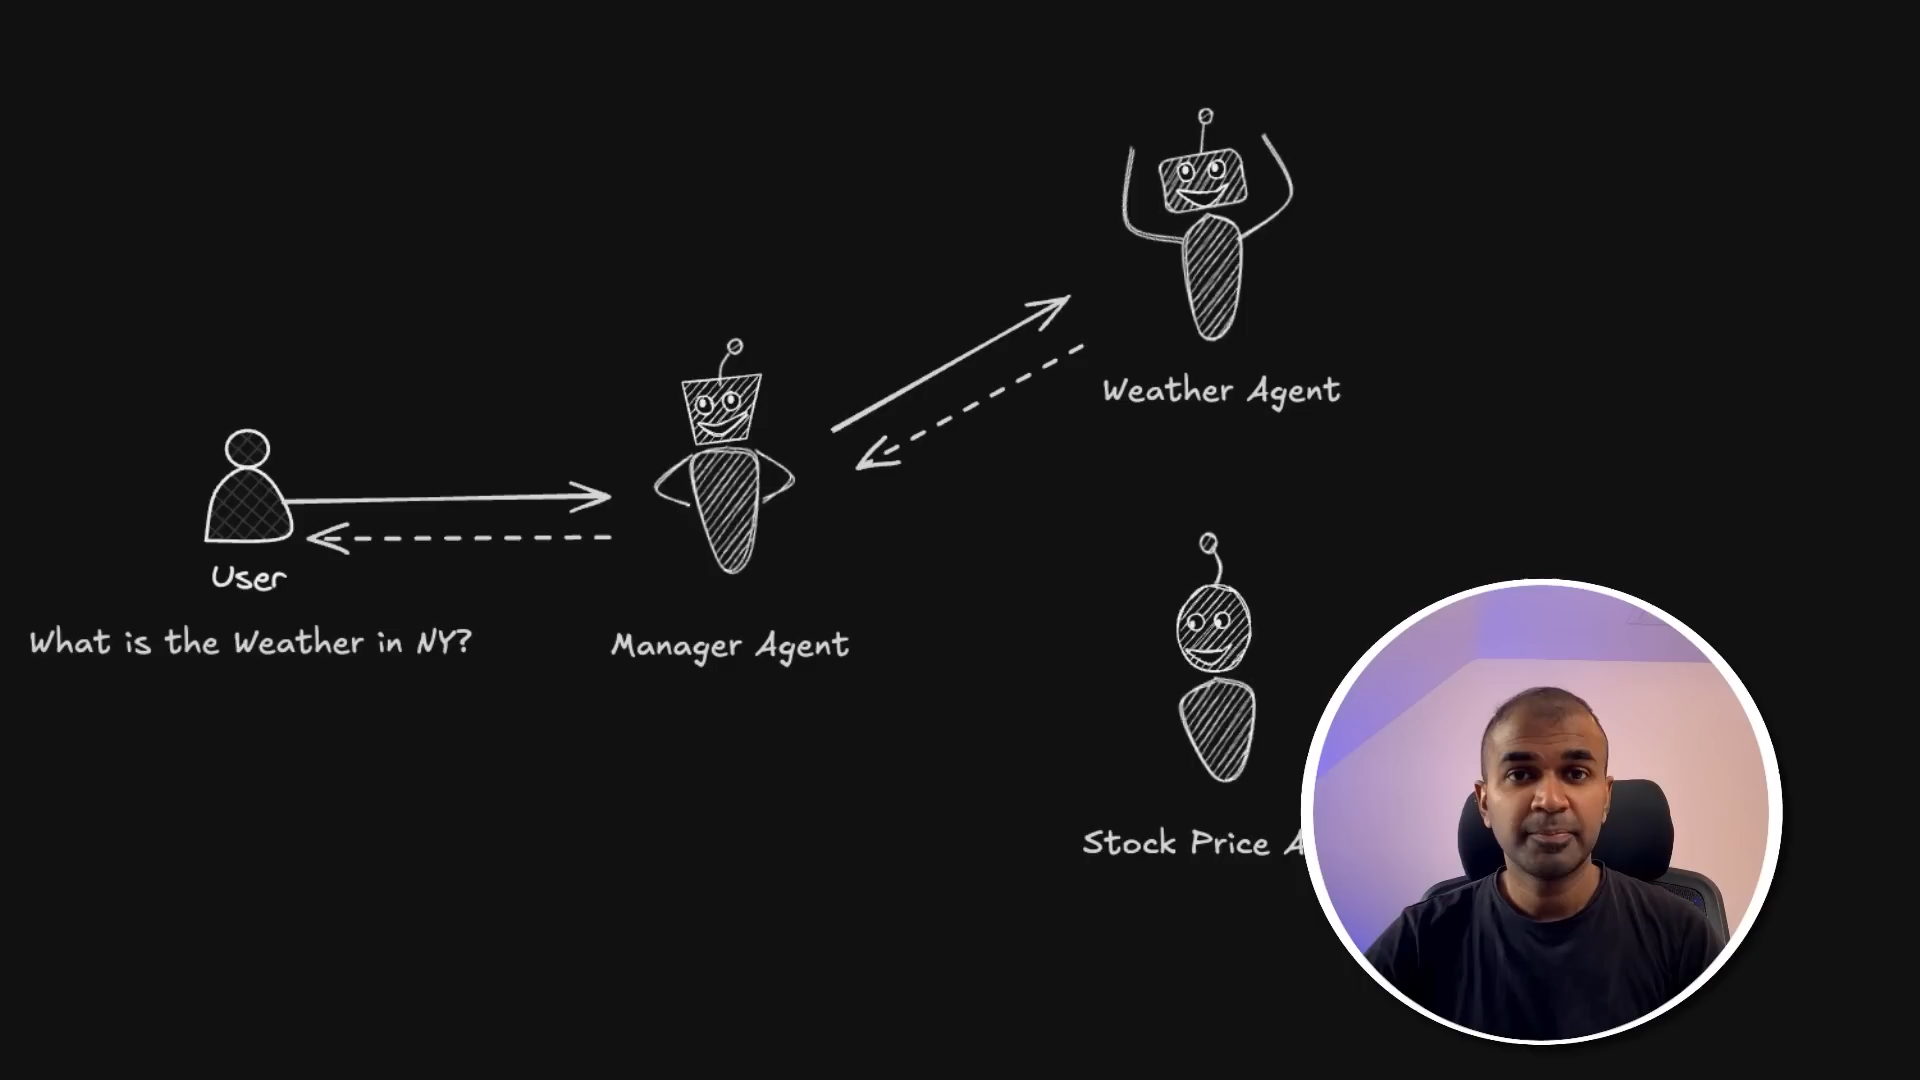 Weather Agent
User
What is the Weather in NY?
Manager Agent
Stock Price